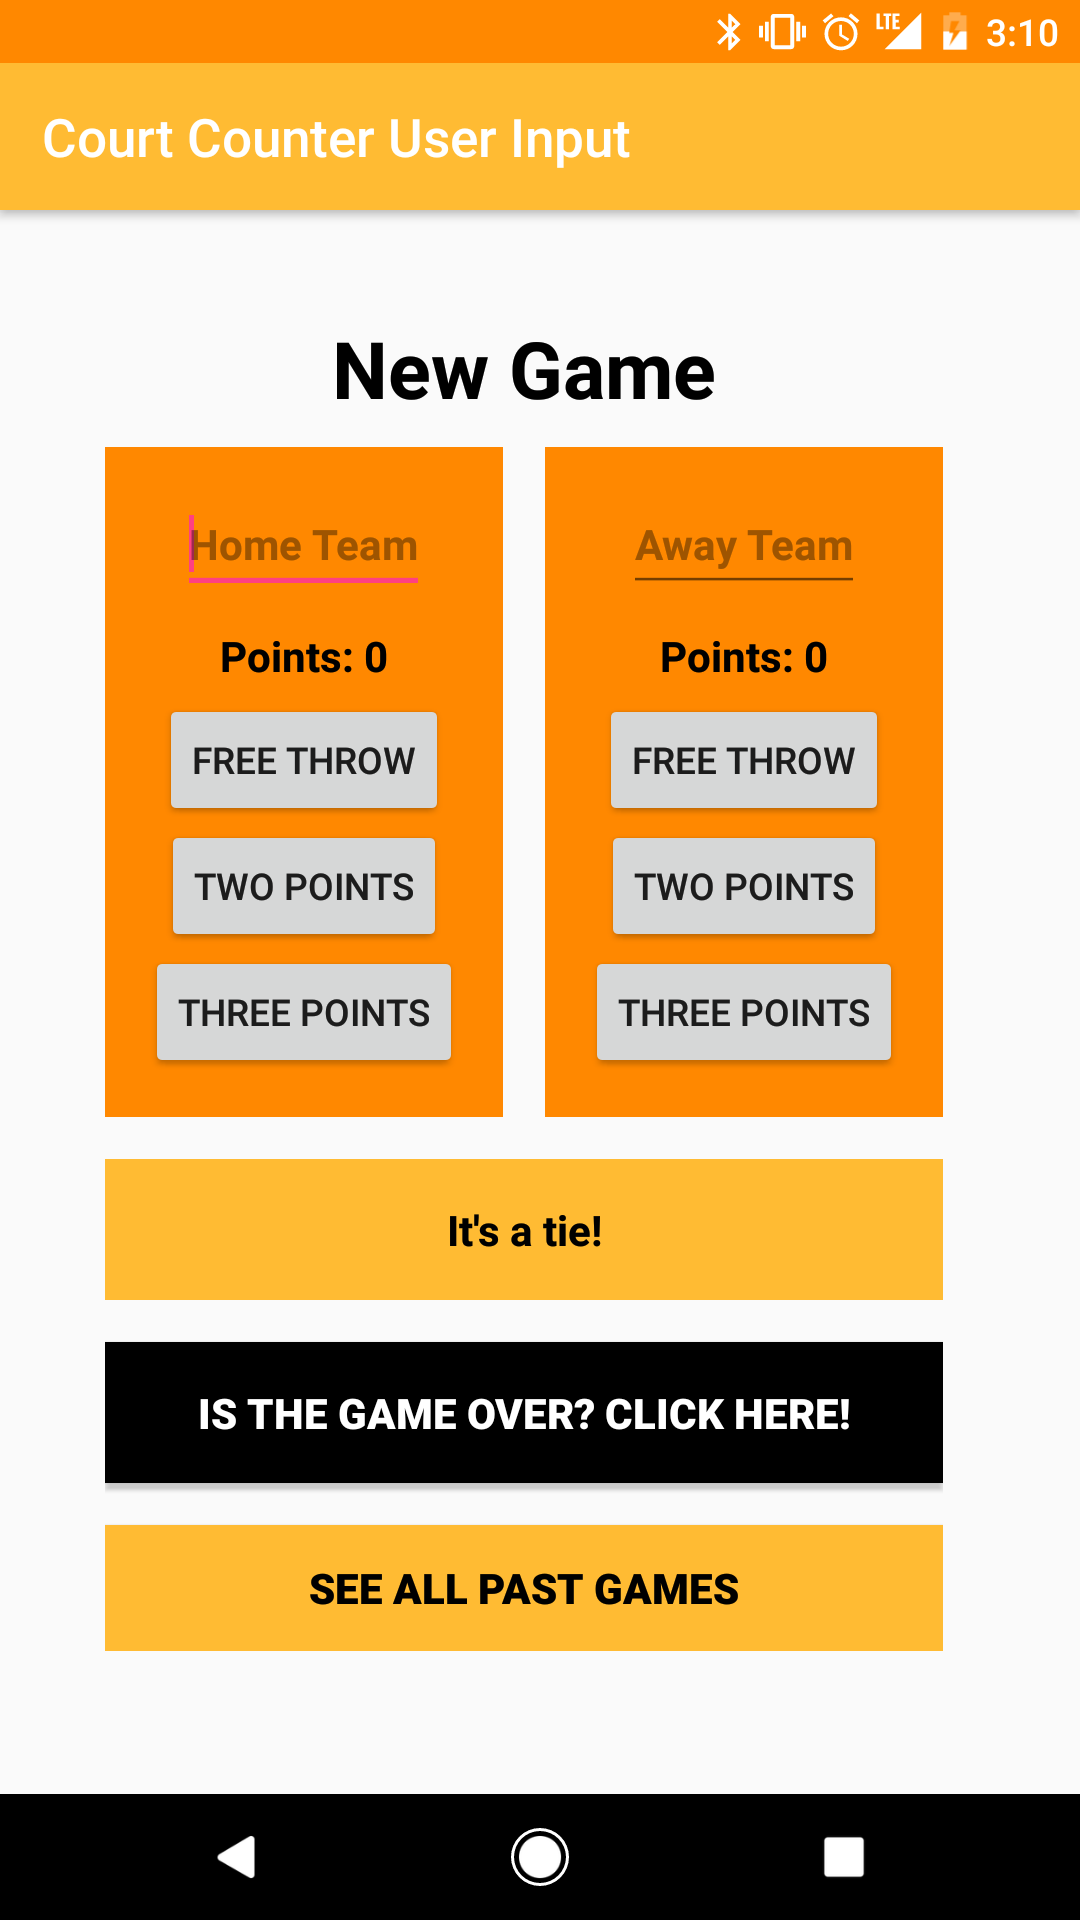 LTE 3:10
Court Counter User Input
New Game
Home Team
Points: 0
FREE THROW
TWO POINTS
THREE POINTS
Away Team
Points: 0
FREE THROW
TWO POINTS
THREE POINTS
It's a tie!
IS THE GAME OVER? CLICK HERE!
SEE ALL PAST GAMES